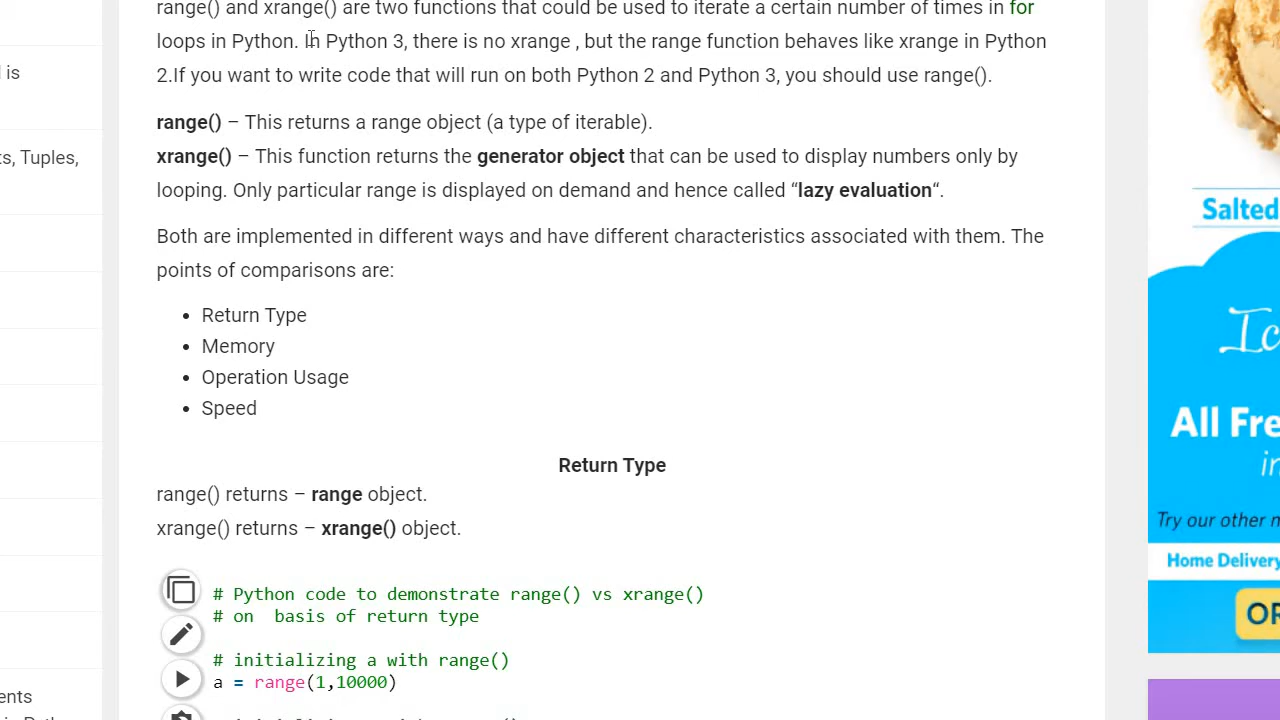 range() and xrange() are two functions that could be used to iterate a certain number of times in for
loops in Python. In Python 3, there is no xrange , but the range function behaves like xrange in Python
2.If you want to write code that will run on both Python 2 and Python 3, you should use range().
range() – This returns a range object (a type of iterable).
xrange() – This function returns the generator object that can be used to display numbers only by
looping. Only particular range is displayed on demand and hence called “lazy evaluation“.
Both are implemented in different ways and have different characteristics associated with them. The
points of comparisons are:
Return Type
Memory
Operation Usage
Speed
Return Type
range() returns – range object.
xrange() returns – xrange() object.
# Python code to demonstrate range() vs xrange()
# on  basis of return type
# initializing a with range()
a = range(1,10000)
is
Tuples,
Salted
All
in
Try our other
Home Delivery